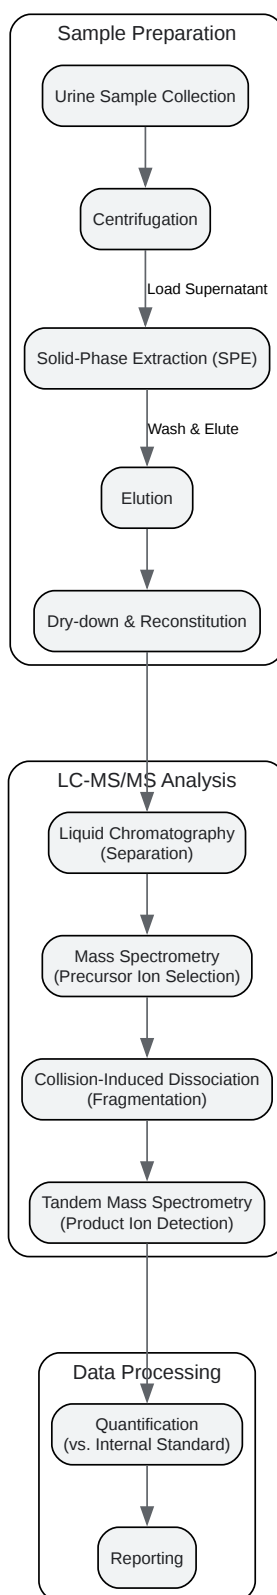 Sample Preparation
Urine Sample Collection
Centrifugation
Load Supernatant
Solid-Phase Extraction (SPE)
Wash & Elute
Elution
Dry-down & Reconstitution
LC-MS/MS Analysis
Liquid Chromatography
(Separation)
Mass Spectrometry
(Precursor Ion Selection)
Collision-Induced Dissociation
(Fragmentation)
Tandem Mass Spectrometry
(Product Ion Detection)
Data Processing
Quantification
(vs. Internal Standard)
Reporting